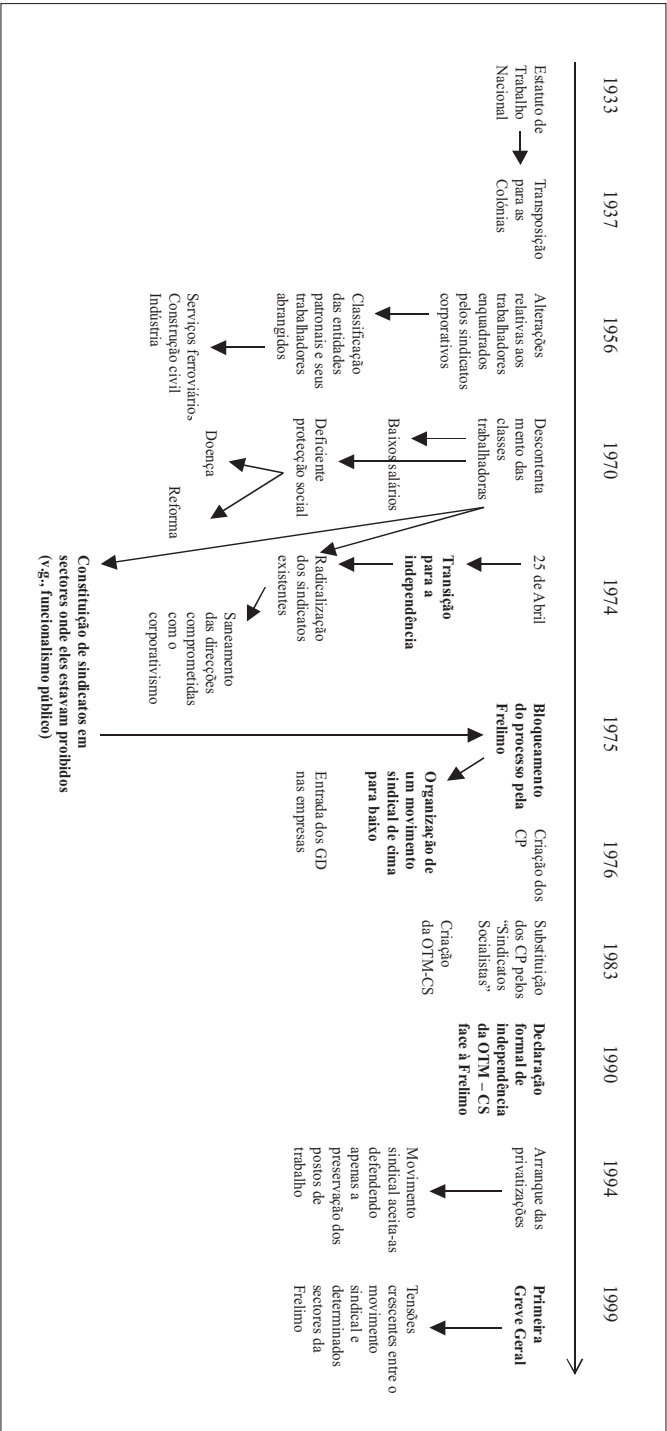 1933
1937
1956
1970
1974
1975
1976
1983
1990
1994
1999
Estatuto de
Trabalho
Nacional
Transposição
para as
Colónias
Alterações
relativas aos
trabalhadores
enquadrados
pelos sindicatos
corporativos
Classificação
das entidades
patronais e seus
trabalhadores
abrangidos
Serviços ferroviários
Construção civil
Indústria
Descontenta
mento das
classes
trabalhadoras
Baixos salários
Deficiente
protecção social
Doença
Reforma
25 de Abril
Transição
para a
independência
Radicalização
dos sindicatos
existentes
Saneamento
das direcções
comprometidas
com o
corporativismo
Constituição de sindicatos em
sectores onde eles estavam proibidos
(v.g., funcionalismo público)
Bloqueamento
do processo pela
Frelimo
Organização de
um movimento
sindical de cima
para baixo
Criação dos
CP
Entrada dos GD
nas empresas
Substituição
dos CP pelos
“Sindicatos
Socialistas”
Criação
da OTM-CS
Declaração
formal de
independência
da OTM – CS
face à Frelimo
Arranque das
privatizações
Movimento
sindical aceita-as
defendendo
apenas a
preservação dos
postos de
trabalho
Primeira
Greve Geral
Tensões
crescentes entre o
movimento
sindical e
determinados
sectores da
Frelimo